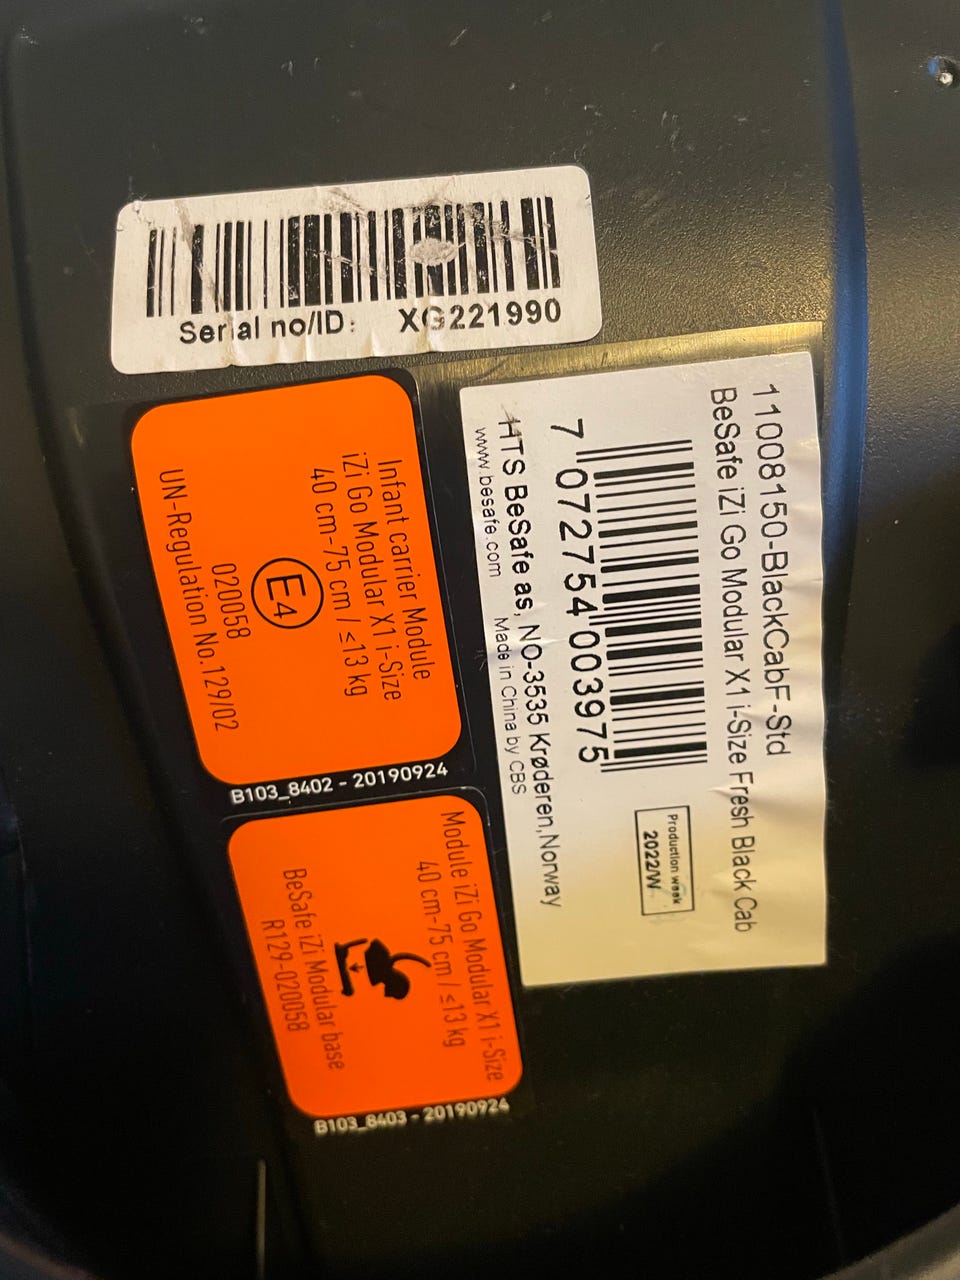 Serial no/ID: XG221990
11008150-BlackCabF-Std
BeSafe iZi Go Modular X1 i-Size Fresh Black Cab
7 072754 003975
Production week
2022W
HTS BeSafe as, NO-3535 Krøderen, Norway
www.besafe.com Made in China by CBS
Infant carrier Module
iZi Go Modular X1 i-Size
40 cm-75 cm / ≤13 kg
E4
020058
UN-Regulation No.129/02
B103_8402 - 20190924
Module iZi Go Modular X1 i-Size
40 cm-75 cm / ≤13 kg
BeSafe iZi Modular base
R129-020058
B103_8403 - 20190924